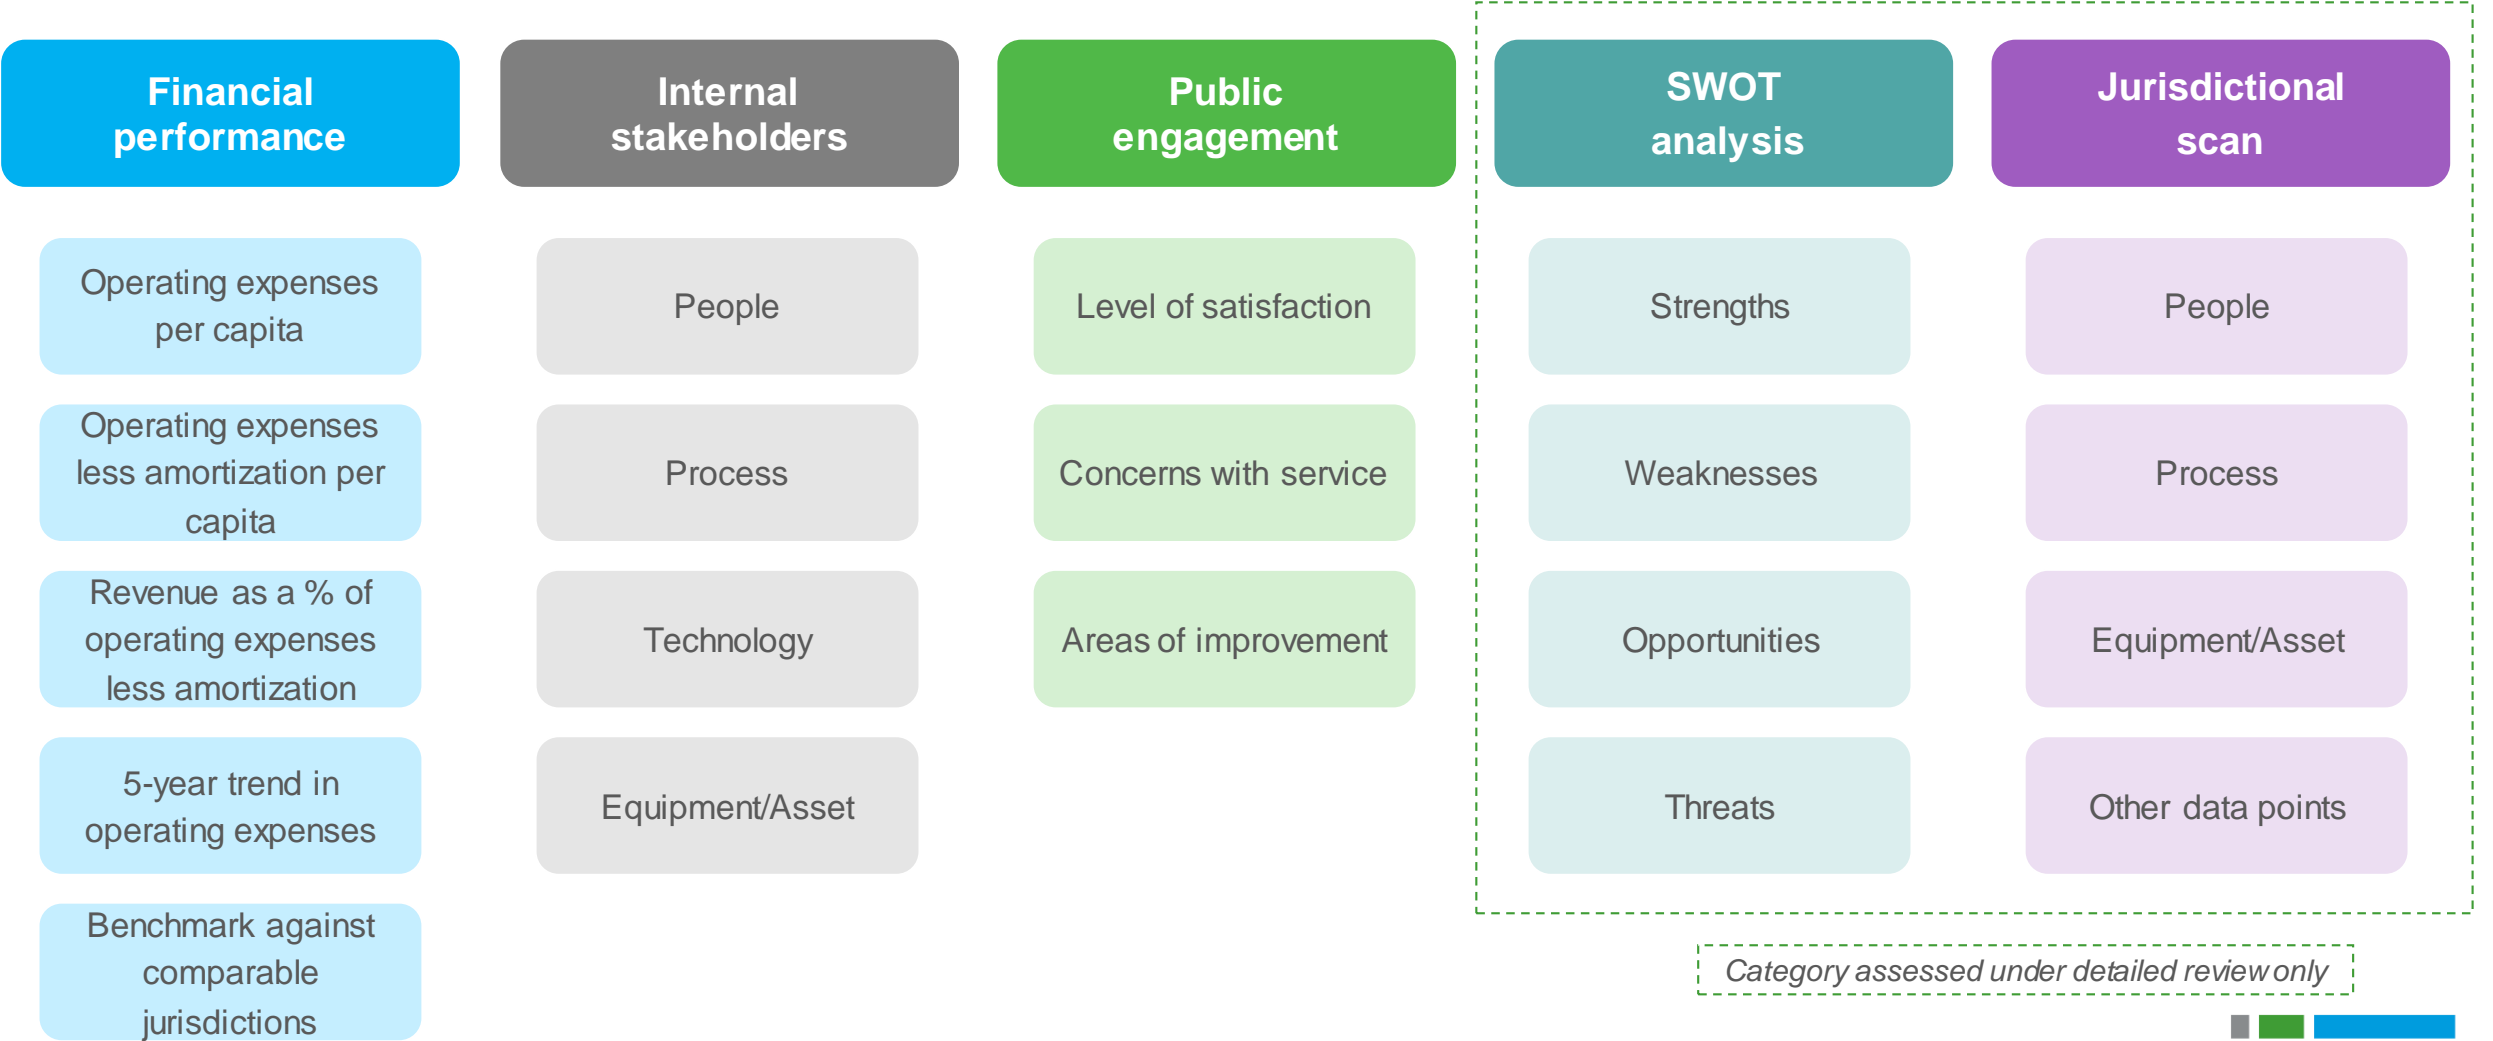 Financial
performance
Operating expenses
per capita
Operating expenses
less amortization per
capita
Revenue as a % of
operating expenses
less amortization
5-year trend in
operating expenses
Benchmark against
comparable
jurisdictions
Internal
stakeholders
People
Process
Technology
Equipment/Asset
Public
engagement
Level of satisfaction
Concerns with service
Areas of improvement
SWOT
analysis
Strengths
Weaknesses
Opportunities
Threats
Jurisdictional
scan
People
Process
Equipment/Asset
Other data points
Category assessed under detailed review only